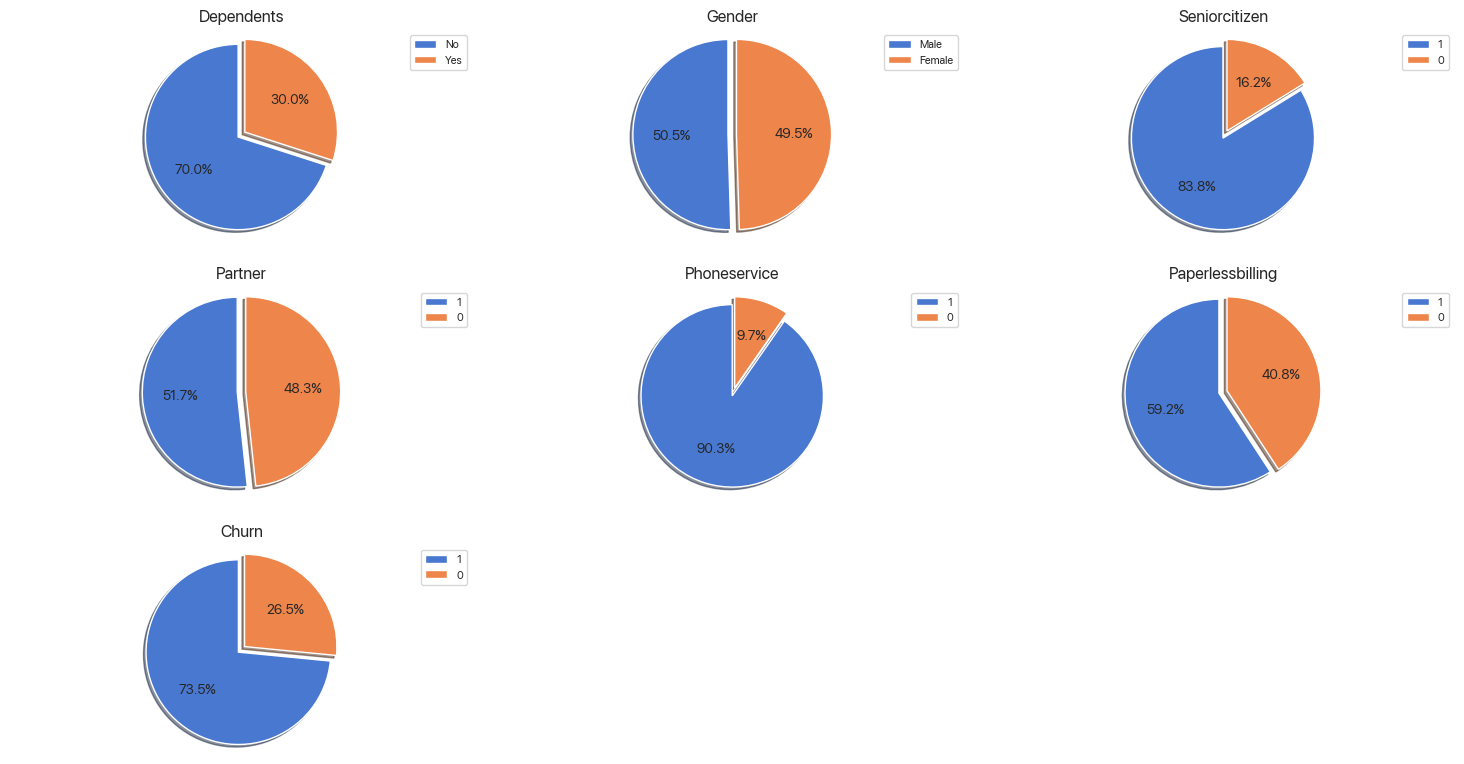 Dependents
No
Yes
30.0%
70.0%
Gender
Male
Female
50.5%
49.5%
Seniorcitizen
1
0
16.2%
83.8%
Partner
1
0
51.7%
48.3%
Phoneservice
1
0
9.7%
90.3%
Paperlessbilling
1
0
40.8%
59.2%
Churn
1
0
26.5%
73.5%